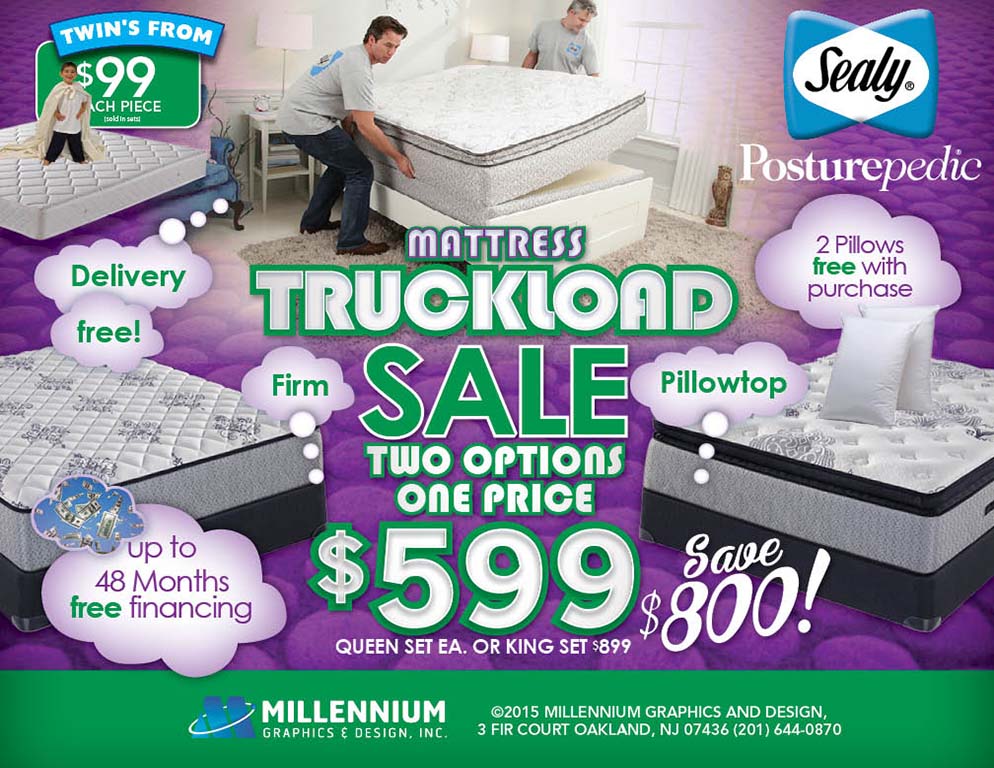 TWIN'S FROM
$99
ACH PIECE
(sold in sets)
Sealy®
Posturepedic
MATTRESS
TRUCKLOAD
SALE
TWO OPTIONS
ONE PRICE
$599
QUEEN SET EA. OR KING SET $899
Save
$800!
Delivery
free!
Firm
Pillowtop
2 Pillows
free with
purchase
up to
48 Months
free financing
MILLENNIUM
GRAPHICS & DESIGN, INC.
©2015 MILLENNIUM GRAPHICS AND DESIGN,
3 FIR COURT OAKLAND, NJ 07436 (201) 644-0870